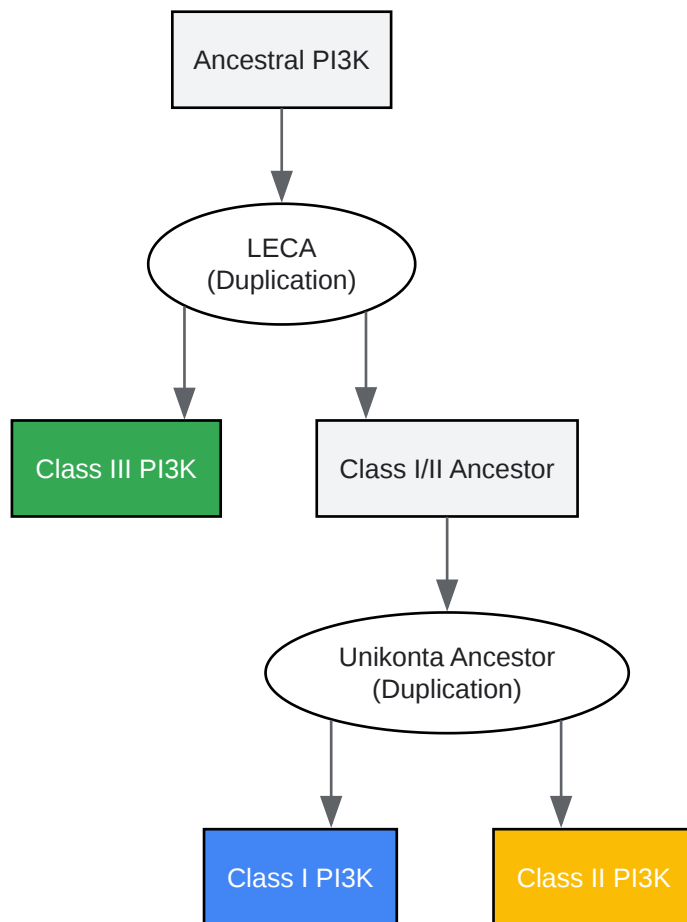 Ancestral PI3K
LECA
(Duplication)
Class III PI3K
Class I/II Ancestor
Unikonta Ancestor
(Duplication)
Class I PI3K
Class II PI3K